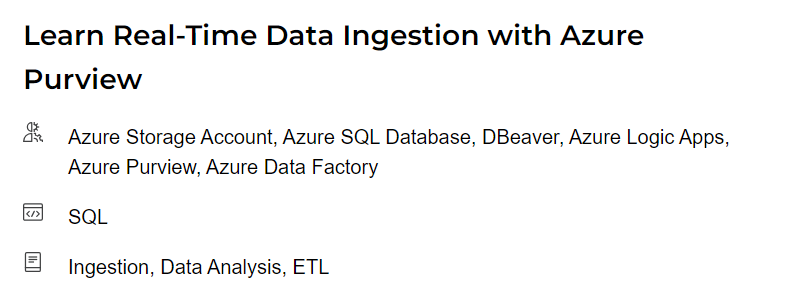 Learn Real-Time Data Ingestion with Azure
Purview
Azure Storage Account, Azure SQL Database, DBeaver, Azure Logic Apps,
Azure Purview, Azure Data Factory
SQL
Ingestion, Data Analysis, ETL